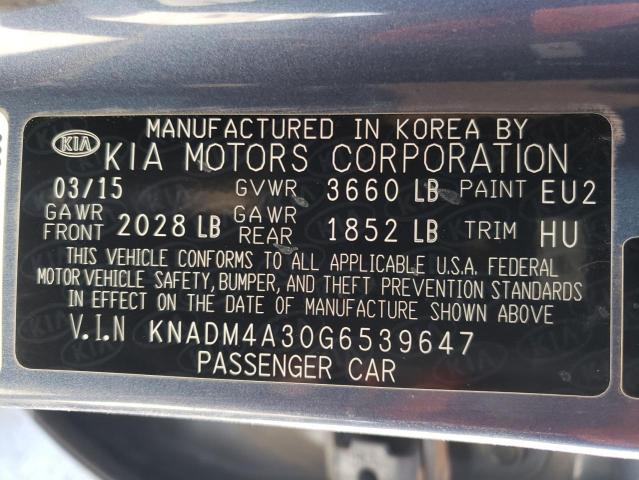 MANUFACTURED IN KOREA BY
KIA KIA MOTORS CORPORATION
03/15 GVWR 3660 LB PAINT EU2
GAWR FRONT 2028 LB GAWR REAR 1852 LB TRIM HU
THIS VEHICLE CONFORMS TO ALL APPLICABLE U.S.A. FEDERAL
MOTOR VEHICLE SAFETY, BUMPER, AND THEFT PREVENTION STANDARDS
IN EFFECT ON THE DATE OF MANUFACTURE SHOWN ABOVE
V.I.N KNADM4A30G6539647
PASSENGER CAR